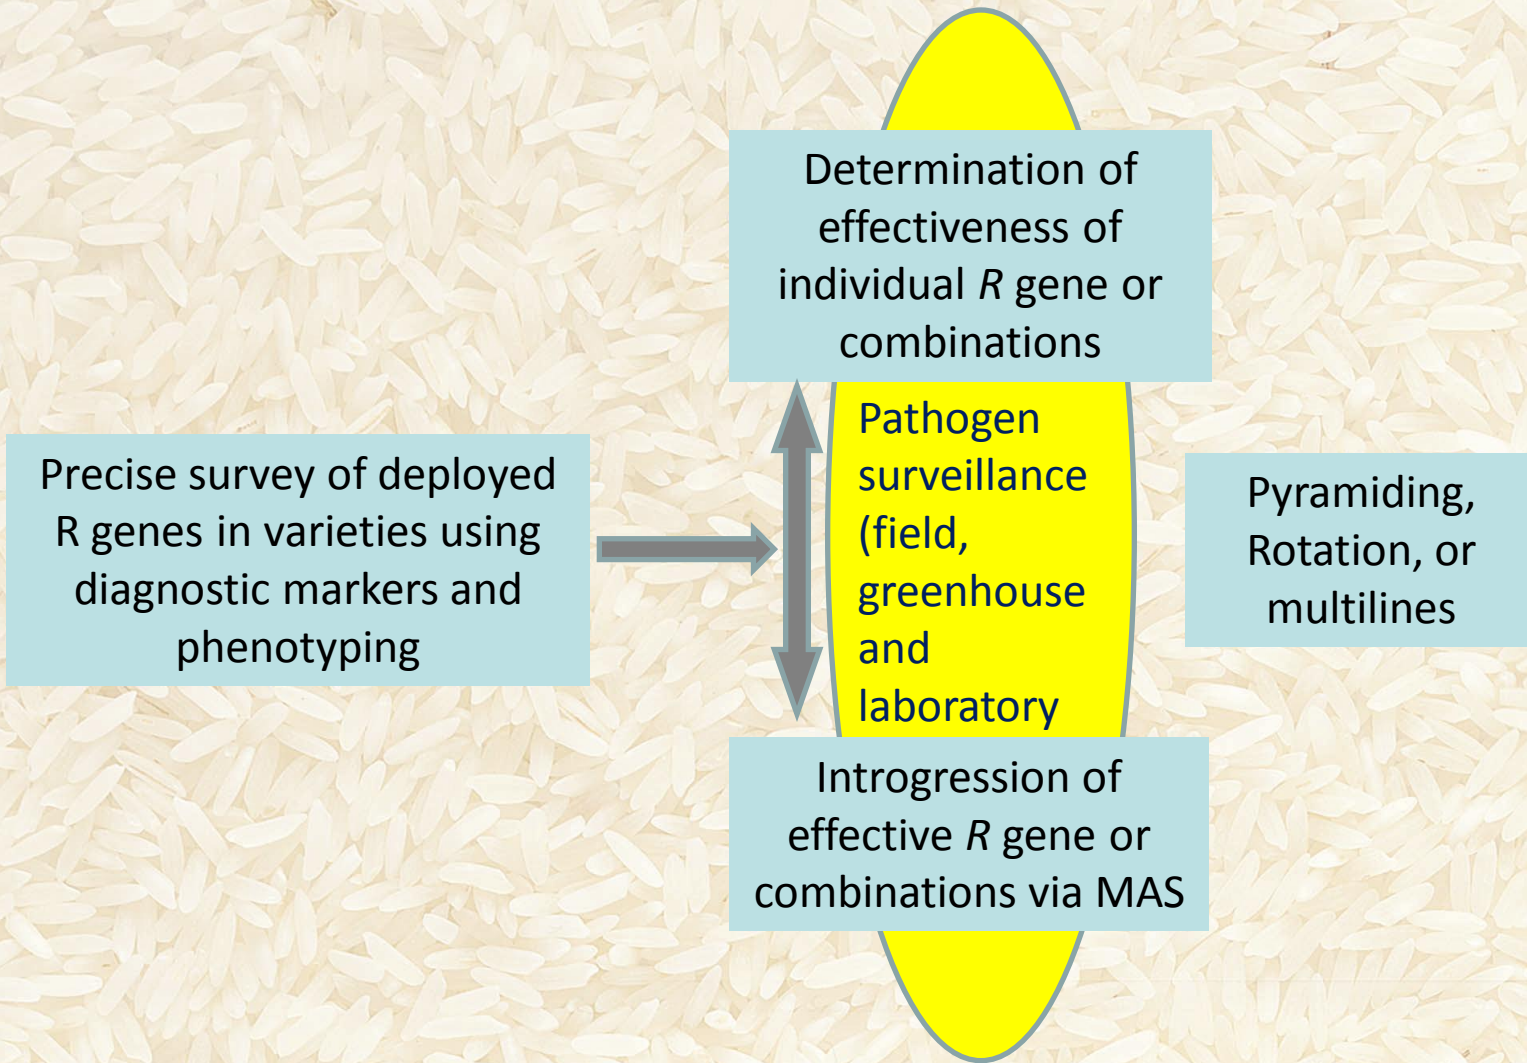 Determination of
effectiveness of
individual R gene or
combinations
Precise survey of deployed
R genes in varieties using
diagnostic markers and
phenotyping
Pathogen
surveillance
(field,
greenhouse
and
laboratory
Pyramiding,
Rotation, or
multilines
Introgression of
effective R gene or
combinations via MAS